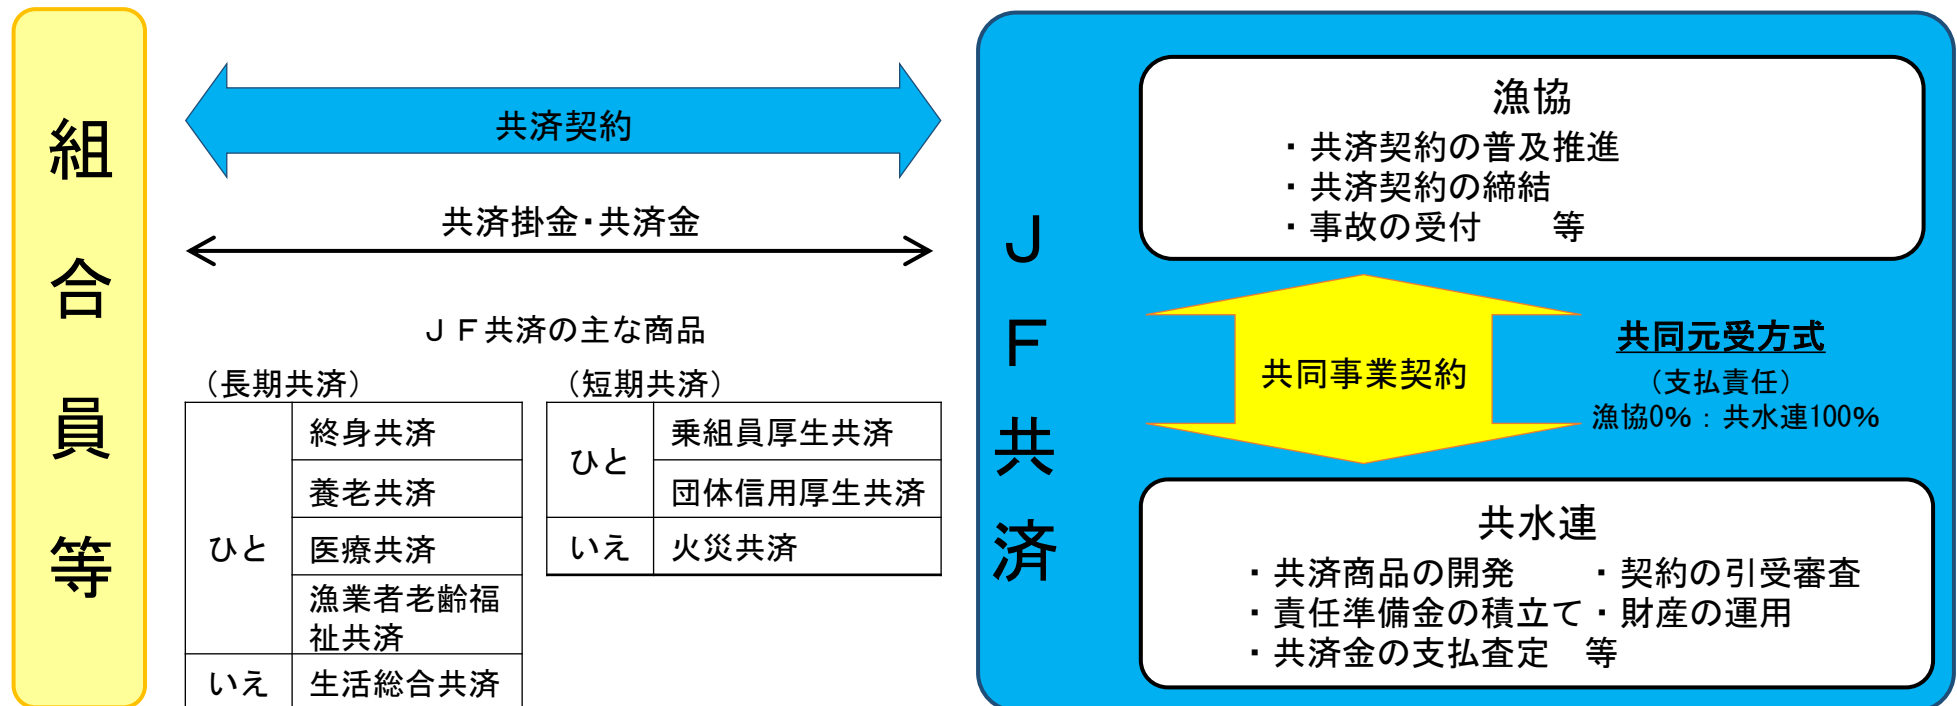 組合員等
共済契約
共済掛金・共済金
ＪＦ共済の主な商品
（長期共済）
ひと
終身共済
養老共済
医療共済
漁業者老齢福
祉共済
いえ
生活総合共済
（短期共済）
ひと
乗組員厚生共済
団体信用厚生共済
いえ
火災共済
ＪＦ共済
漁協
・共済契約の普及推進
・共済契約の締結
・事故の受付　　等
共同事業契約
共同元受方式
（支払責任）
漁協0%：共水連100%
共水連
・共済商品の開発　　・契約の引受審査
・責任準備金の積立て・財産の運用
・共済金の支払査定　等